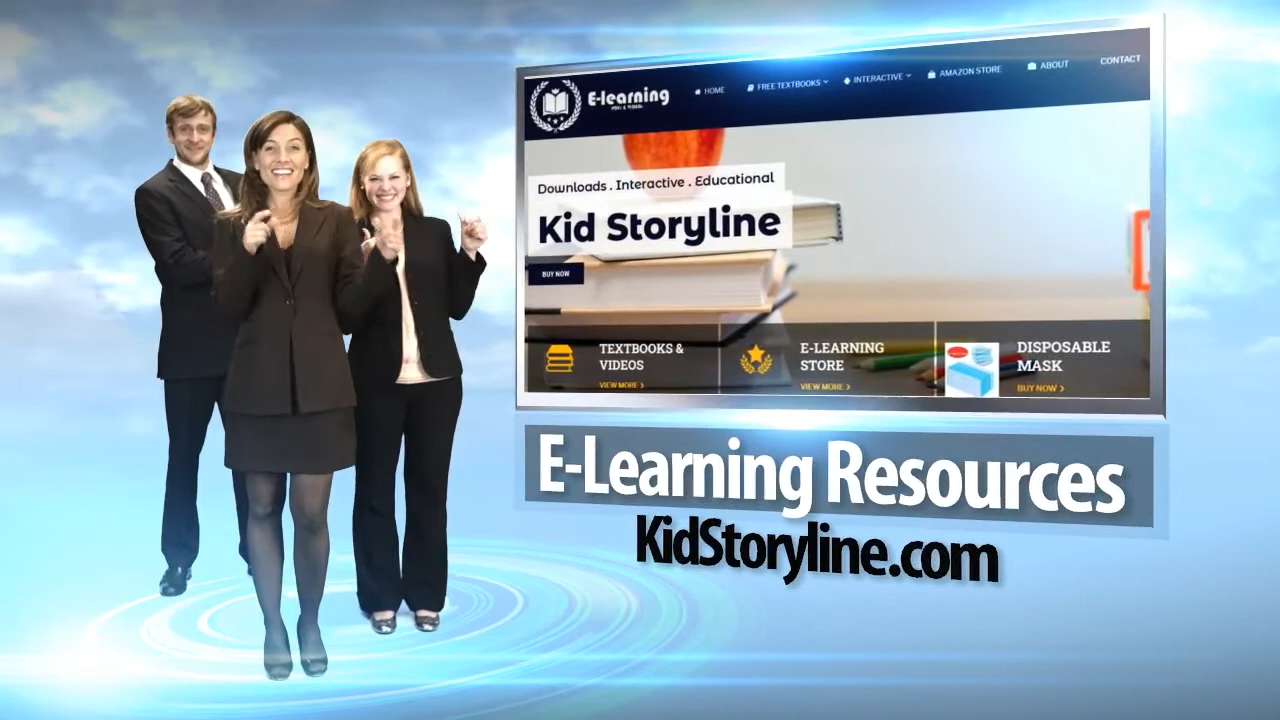 E-learning
HOME
FREE TEXTBOOKS
INTERACTIVE
AMAZON STORE
ABOUT
CONTACT
Downloads . Interactive . Educational
Kid Storyline
BUY NOW
TEXTBOOKS &
VIDEOS
VIEW MORE >
E-LEARNING
STORE
VIEW MORE >
DISPOSABLE
MASK
BUY NOW >
E-Learning Resources
KidStoryline.com